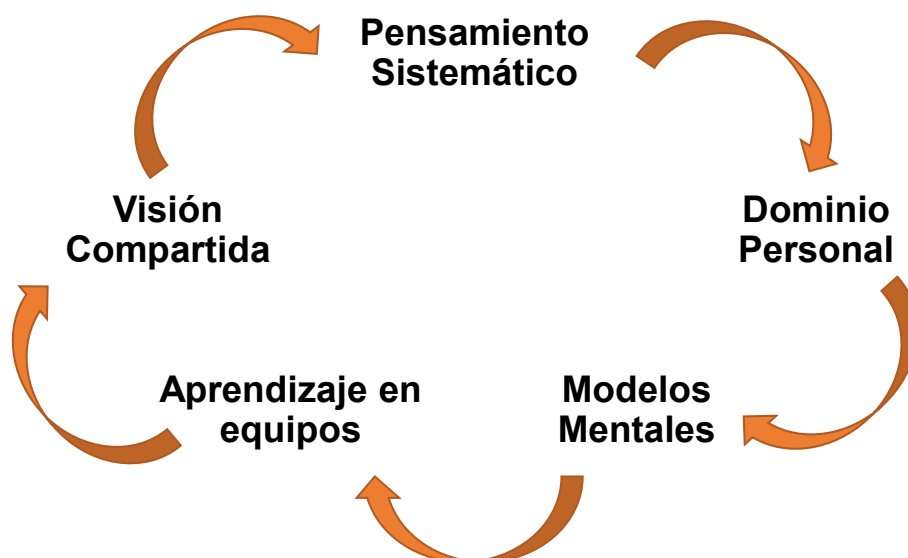 Pensamiento
Sistemático
Dominio
Personal
Modelos
Mentales
Aprendizaje en
equipos
Visión
Compartida